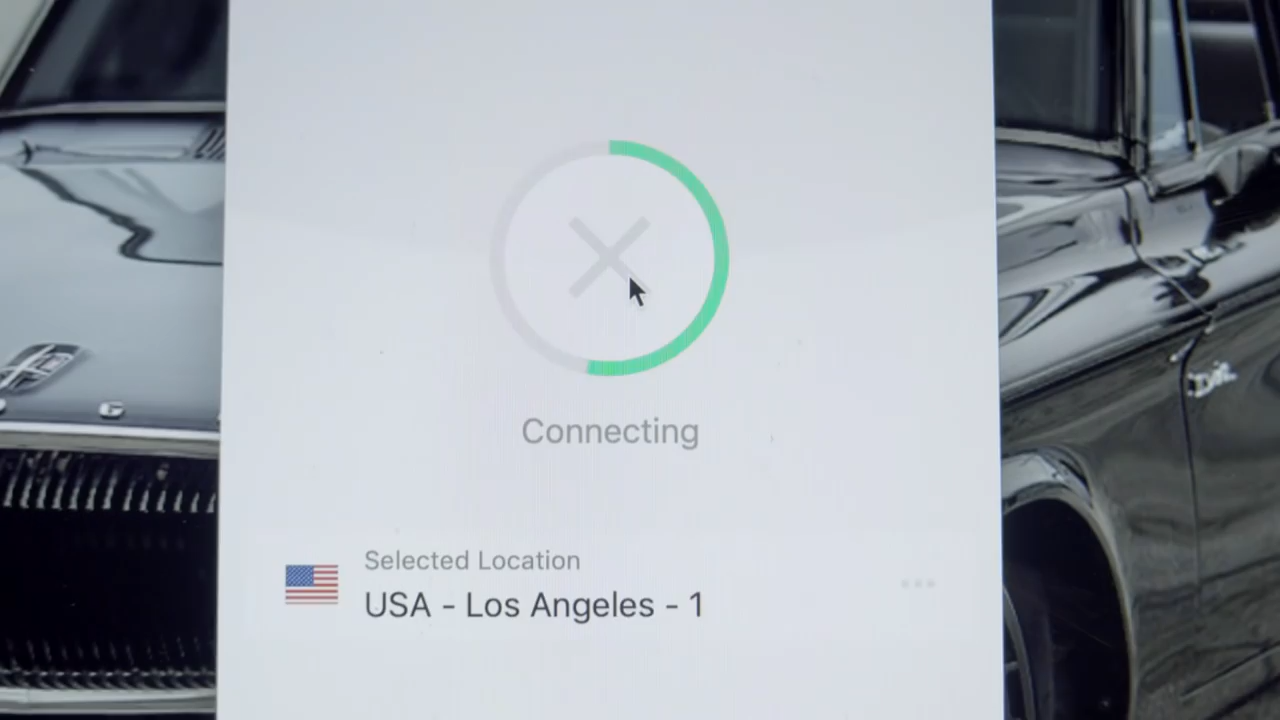 Connecting
Selected Location
USA - Los Angeles - 1